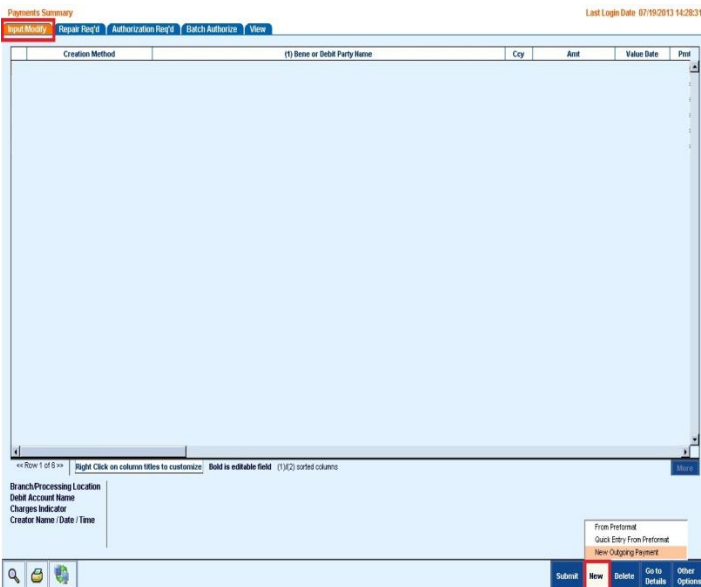 Payments Summary Last Login Date 07/19/2013 14:28:31
Input/Modify Repair Req'd Authorization Req'd Batch Authorize View
Creation Method (1) Bene or Debit Party Name Ccy Amt Value Date Pmt
<< Row 1 of 6 >> Right Click on column titles to customize Bold is editable field (1)/(2) sorted columns More
Branch/Processing Location
Debit Account Name
Charges Indicator
Creator Name / Date / Time
From Preformat
Quick Entry From Preformat
New Outgoing Payment
Submit New Delete Go to Details Other Options